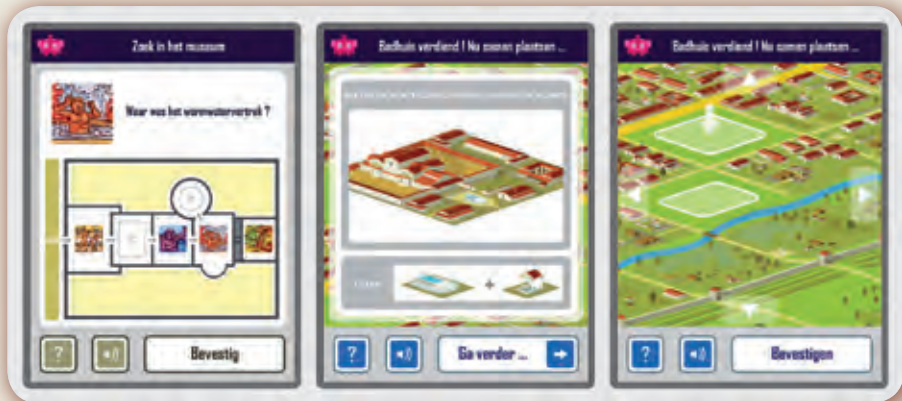 Zoek in het museum
Waar was het warmwatervertrek ?
?
Bevestig
Badhuis verdiend ! Nu samen plaatsen ...
?
Ga verder ...
Badhuis verdiend ! Nu samen plaatsen ...
?
Bevestigen